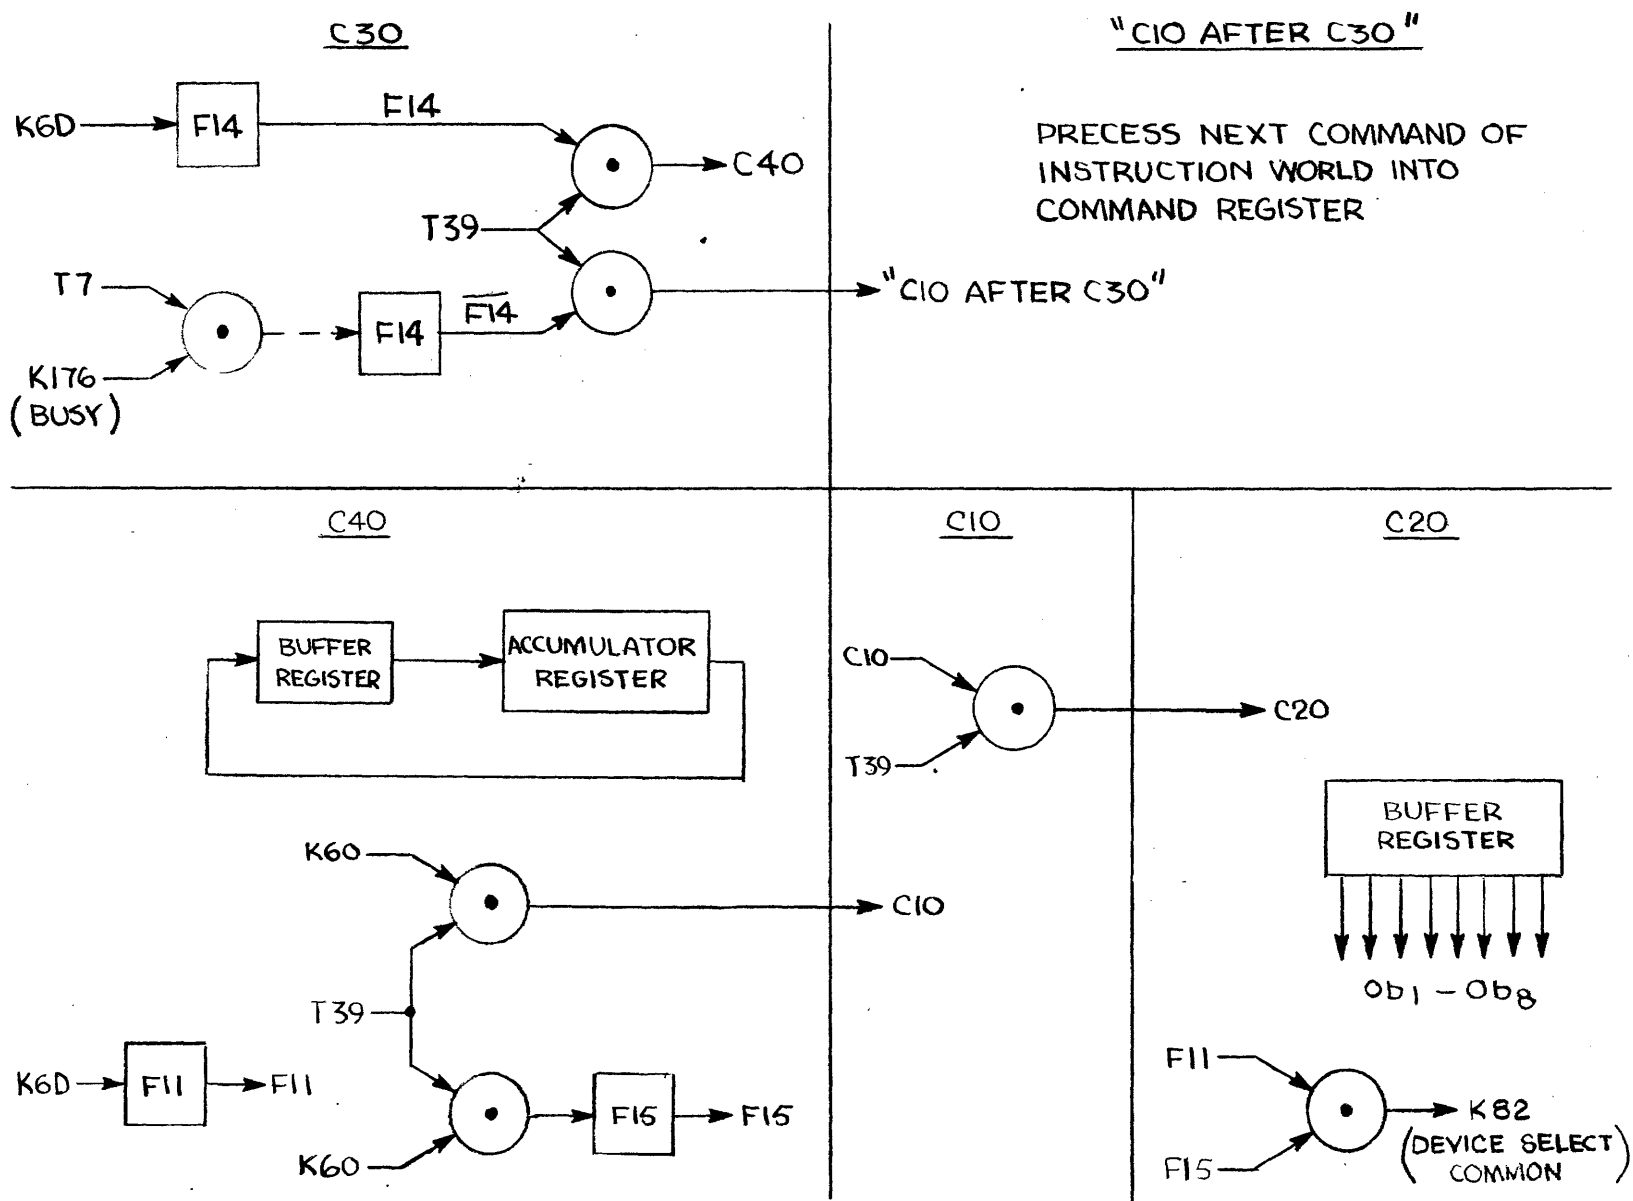 C30
K6D
F14
F14
C40
T39
T7
K176
(BUSY)
F14
F14
"C10 AFTER C30"
"C10 AFTER C30"
PRECESS NEXT COMMAND OF
INSTRUCTION WORLD INTO
COMMAND REGISTER
C40
BUFFER
REGISTER
ACCUMULATOR
REGISTER
K60
C10
T39
K6D
F11
F11
K60
F15
F15
C10
C10
T39
C20
C20
BUFFER
REGISTER
Ob1 - Ob8
F11
F15
K82
(DEVICE SELECT
COMMON)